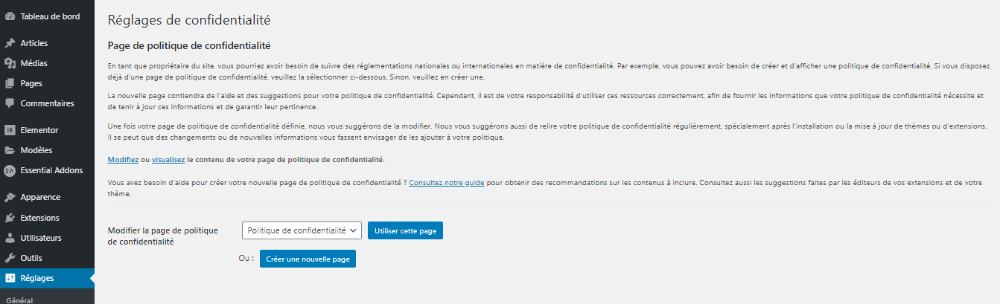 Tableau de bord
Articles
Médias
Pages
Commentaires
Elementor
Modèles
Essential Addons
Apparence
Extensions
Utilisateurs
Outils
Réglages
Général
Réglages de confidentialité
Page de politique de confidentialité
En tant que propriétaire du site, vous pourriez avoir besoin de suivre des réglementations nationales ou internationales en matière de confidentialité. Par exemple, vous pouvez avoir besoin de créer et d'afficher une politique de confidentialité. Si vous disposez
déjà d'une page de politique de confidentialité, veuillez la sélectionner ci-dessous. Sinon, veuillez en créer une.
La nouvelle page contiendra de l'aide et des suggestions pour votre politique de confidentialité. Cependant, il est de votre responsabilité d'utiliser ces ressources correctement, afin de fournir les informations que votre politique de confidentialité nécessite et
de tenir à jour ces informations et de garantir leur pertinence.
Une fois votre page de politique de confidentialité définie, nous vous suggérons de la modifier. Nous vous suggérons aussi de relire votre politique de confidentialité régulièrement, spécialement après l'installation ou la mise à jour de thèmes ou d'extensions.
Il se peut que des changements ou de nouvelles informations vous fassent envisager de les ajouter à votre politique.
Modifiez ou visualisez le contenu de votre page de politique de confidentialité.
Vous avez besoin d'aide pour créer votre nouvelle page de politique de confidentialité ? Consultez notre guide pour obtenir des recommandations sur les contenus à inclure. Consultez aussi les suggestions faites par les éditeurs de vos extensions et de votre
thème.
Modifier la page de politique
de confidentialité
Politique de confidentialité
Utiliser cette page
Ou :
Créer une nouvelle page